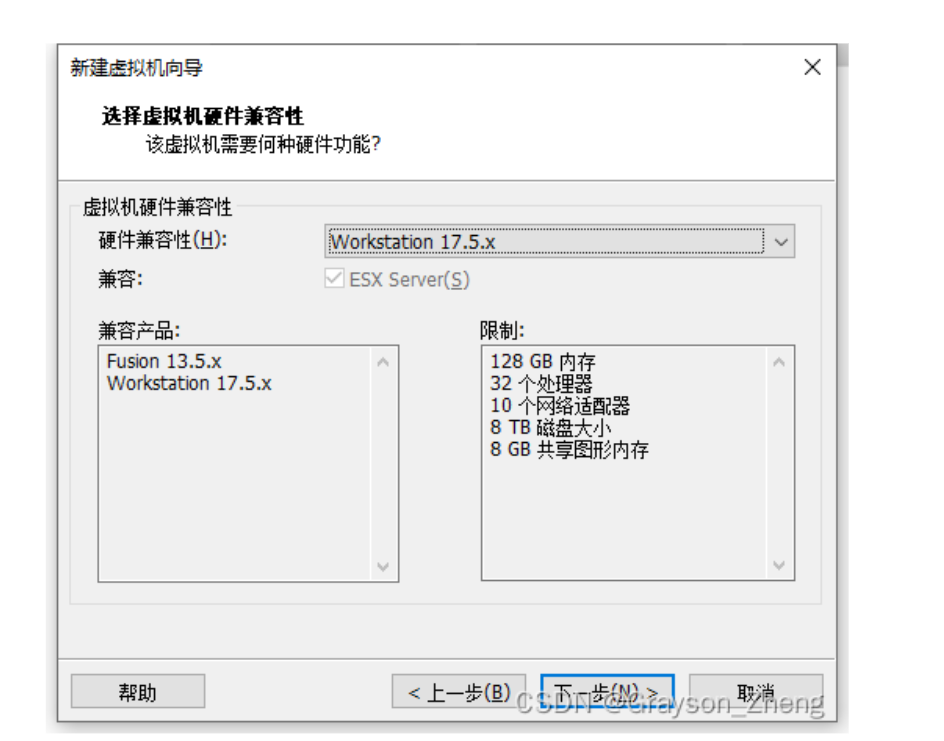 新建虚拟机向导
选择虚拟机硬件兼容性
该虚拟机需要何种硬件功能?
虚拟机硬件兼容性
硬件兼容性(H): Workstation 17.5.x
兼容: ESX Server(S)
兼容产品:
Fusion 13.5.x
Workstation 17.5.x
限制:
128 GB 内存
32 个处理器
10 个网络适配器
8 TB 磁盘大小
8 GB 共享图形内存
帮助 < 上一步(B) 下一步(N) > 取消
CSDN @Grayson_Zheng